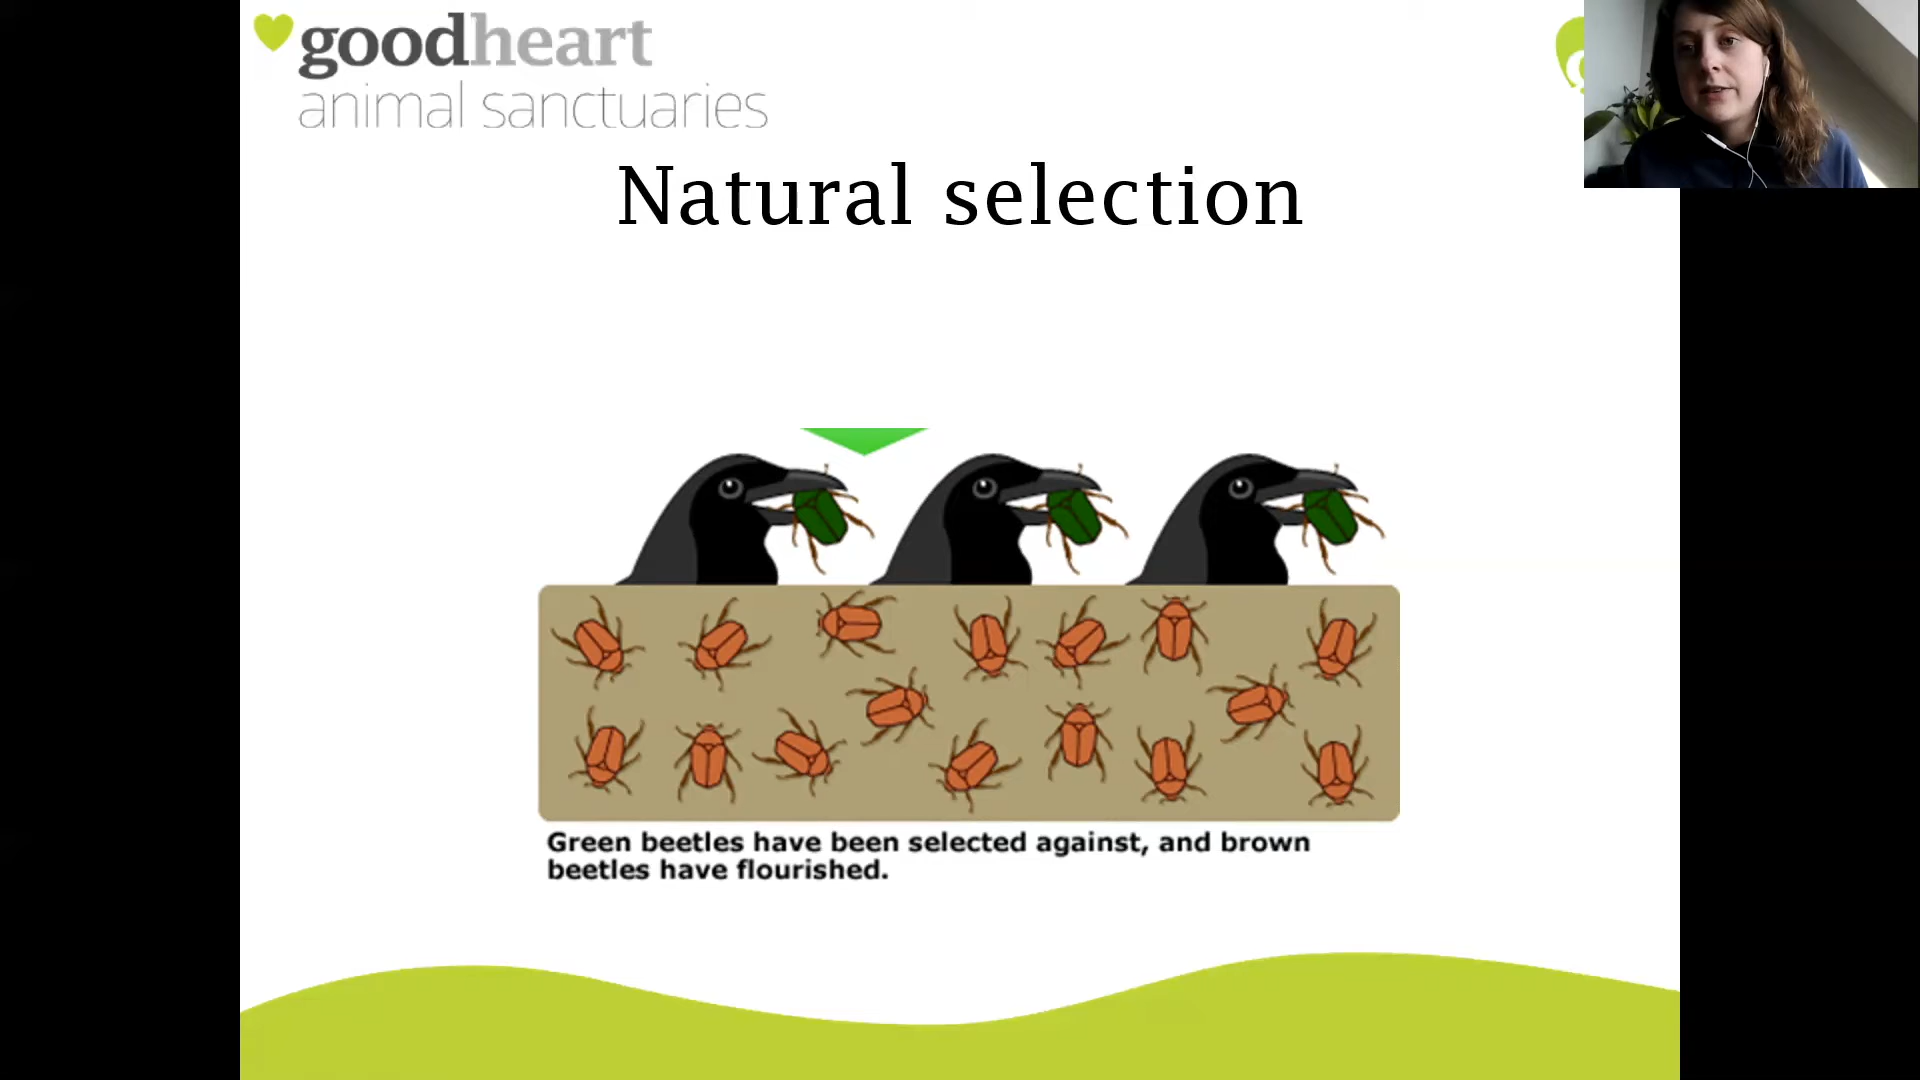 goodheart
animal sanctuaries
Natural selection
Green beetles have been selected against, and brown
beetles have flourished.